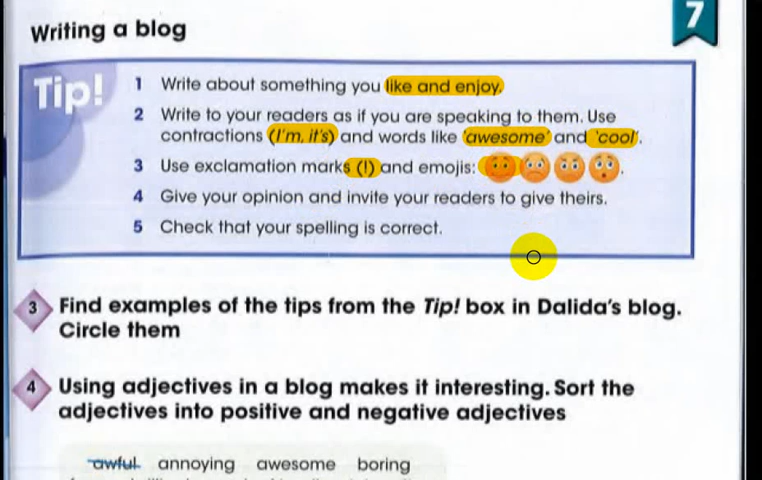 7
Writing a blog
Tip!
1 Write about something you like and enjoy.
2 Write to your readers as if you are speaking to them. Use
contractions (I'm, it's) and words like 'awesome' and 'cool'.
3 Use exclamation marks (!) and emojis:
4 Give your opinion and invite your readers to give theirs.
5 Check that your spelling is correct.
3 Find examples of the tips from the Tip! box in Dalida's blog.
Circle them
4 Using adjectives in a blog makes it interesting. Sort the
adjectives into positive and negative adjectives
awful annoying awesome boring